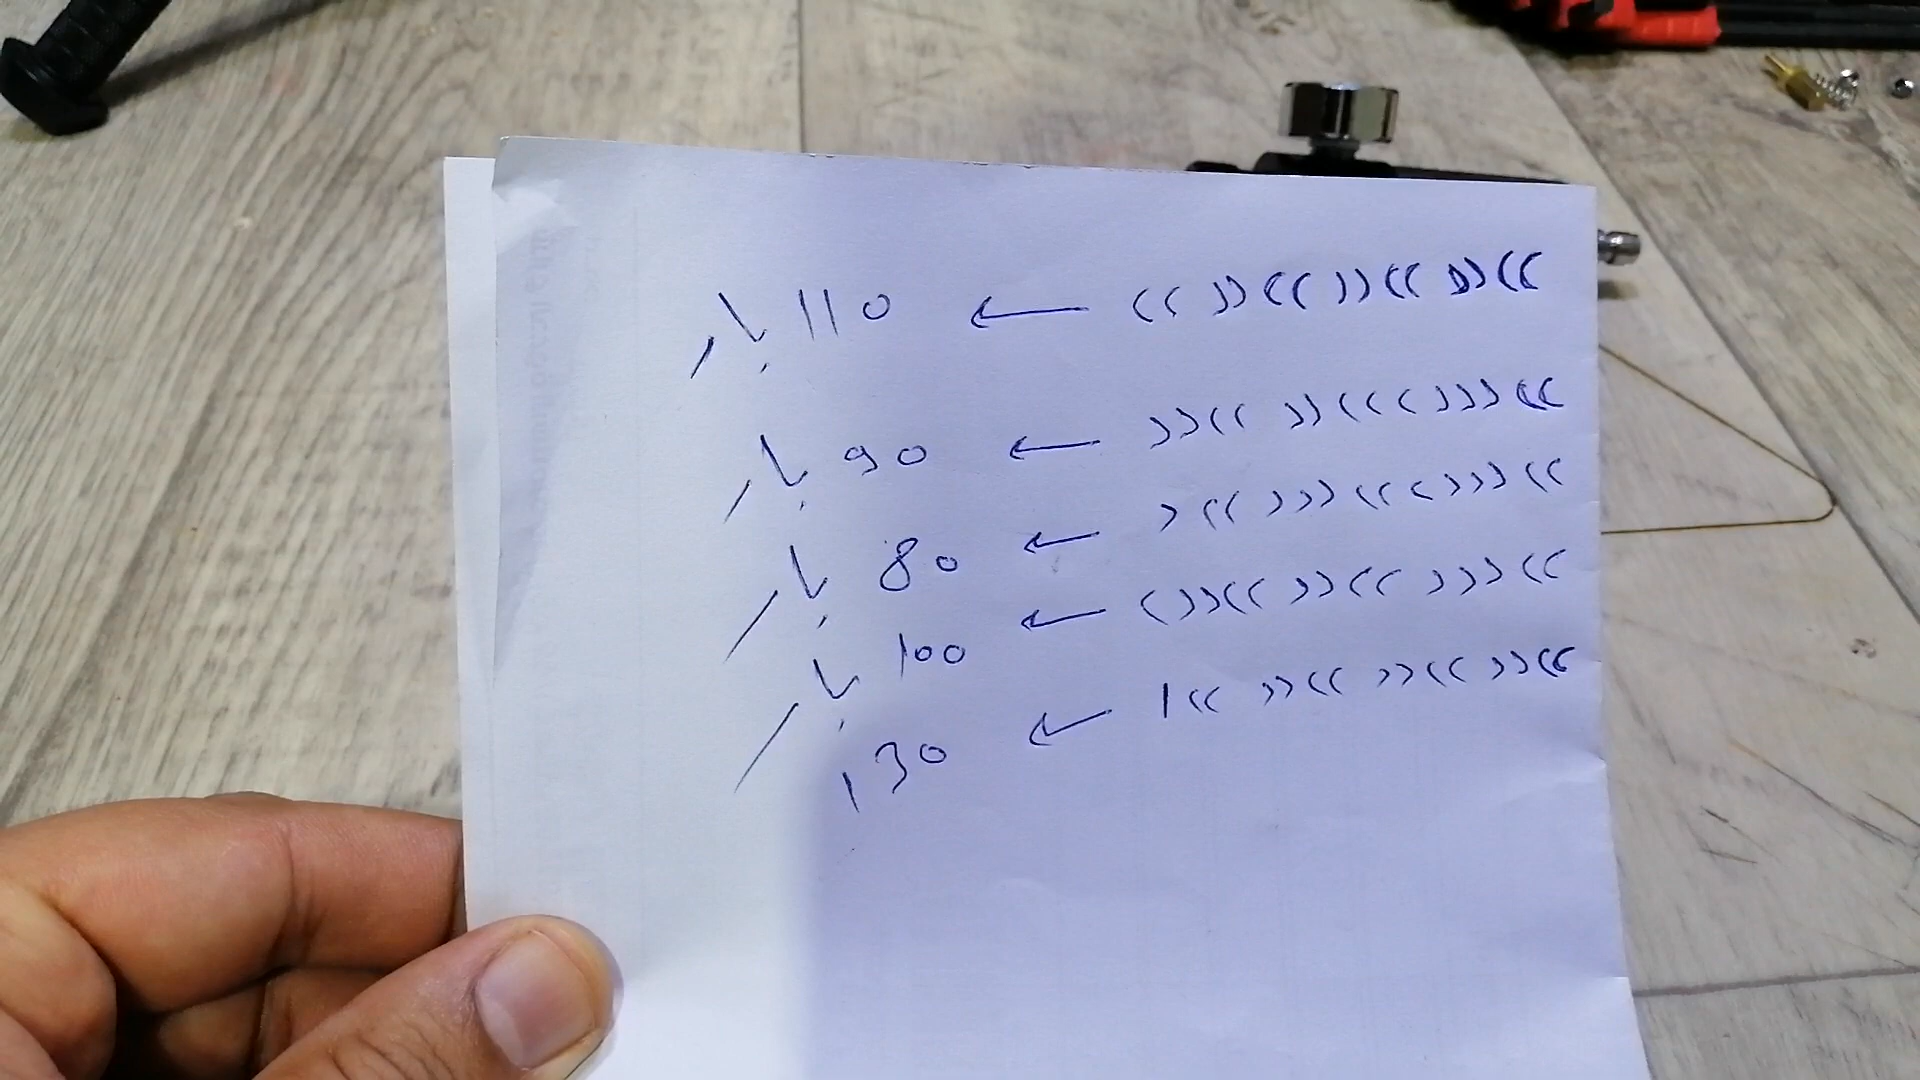 بار 110 ← (( )) (( )) (( )) ((
بار 90 ← )) (( )) ((( ))) ((
بار 80 ← ) (( ))) ((( ))) ((
بار 100 ← ( )) (( )) (( ))) ((
130 ← | (( )) (( )) (( )) ((